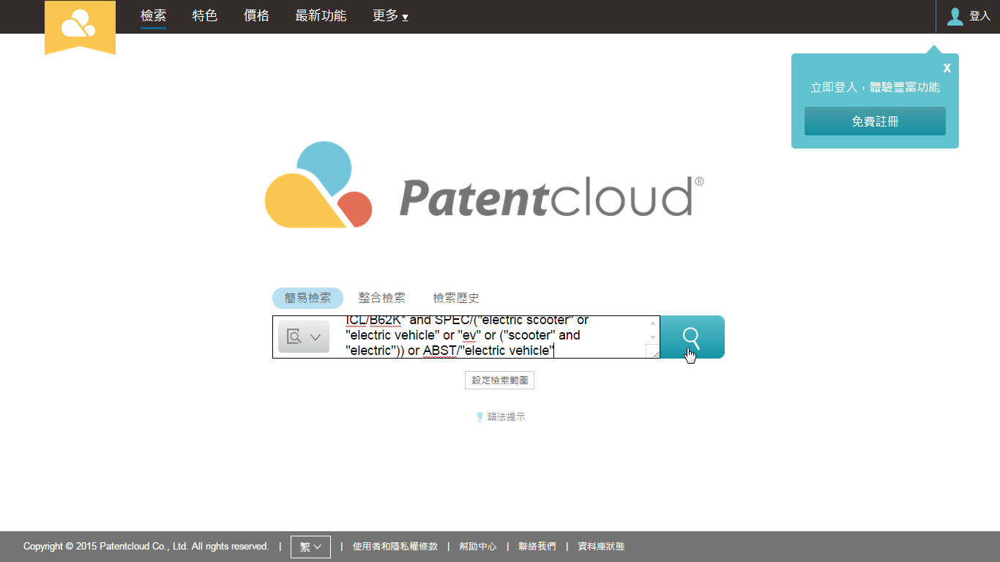 檢索 特色 價格 最新功能 更多 登入
X
立即登入，體驗豐富功能
免費註冊
Patentcloud®
簡易檢索 整合檢索 檢索歷史
ICL/B62K* and SPEC/("electric scooter" or
"electric vehicle" or "ev" or ("scooter" and
"electric")) or ABST/"electric vehicle"
設定檢索範圍
語法提示
Copyright © 2015 Patentcloud Co., Ltd. All rights reserved. | 繁 | 使用者和隱私權條款 | 幫助中心 | 聯絡我們 | 資料庫狀態